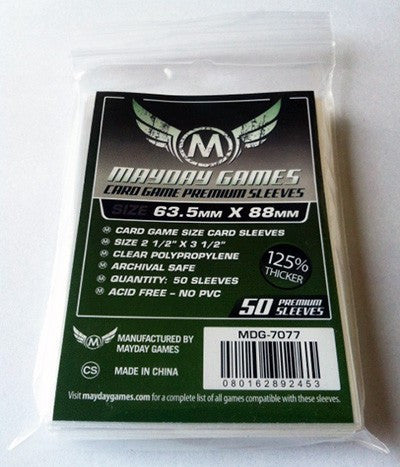 M
MAYDAY GAMES
CARD GAME PREMIUM SLEEVES
SIZE 63.5MM X 88MM
M CARD GAME SIZE CARD SLEEVES
M SIZE 2 1/2" X 3 1/2"
M CLEAR POLYPROPYLENE
M ARCHIVAL SAFE
M QUANTITY: 50 SLEEVES
M ACID FREE - NO PVC
125%
THICKER
50 PREMIUM
SLEEVES
M
MANUFACTURED BY
MAYDAY GAMES
MDG-7077
CS MADE IN CHINA
080162892453
Visit maydaygames.com for a complete list of all games compatible with these sleeves.